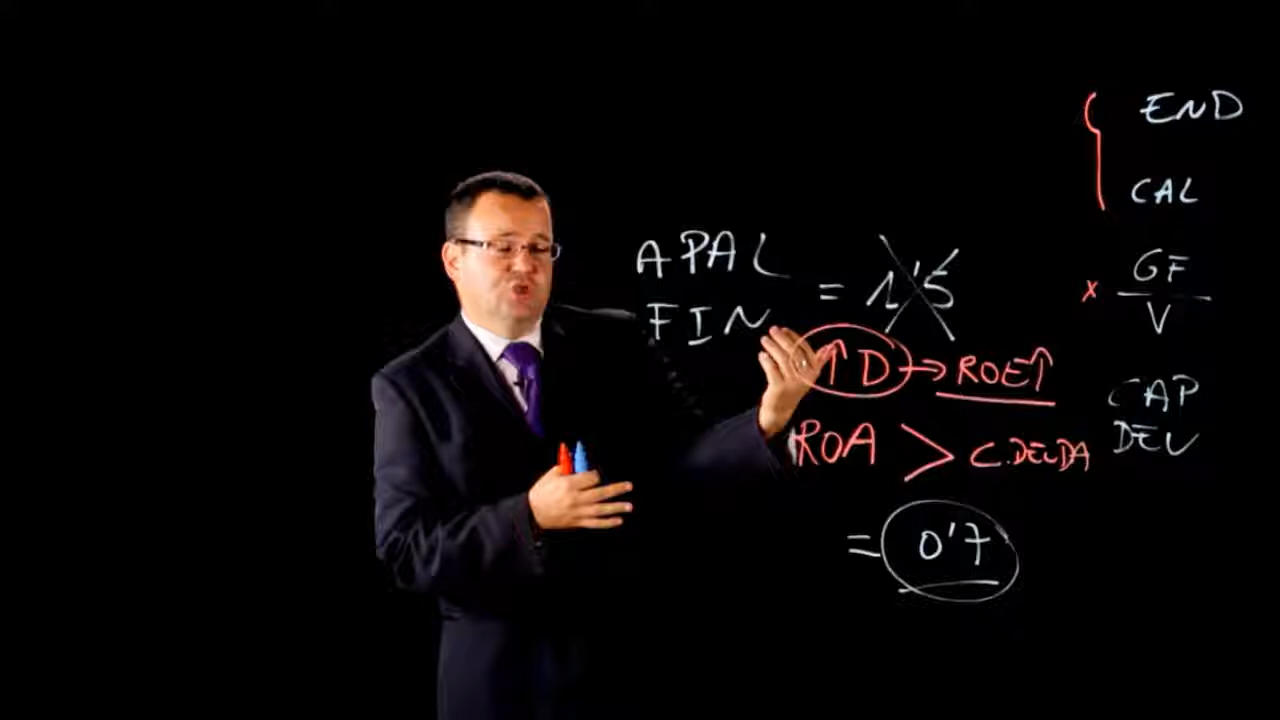 APAL
FIN
= 1'5
↑D → ROE↑
ROA > C.DEUDA
= 0'7
END
CAL
x GF
V
CAP
DEV